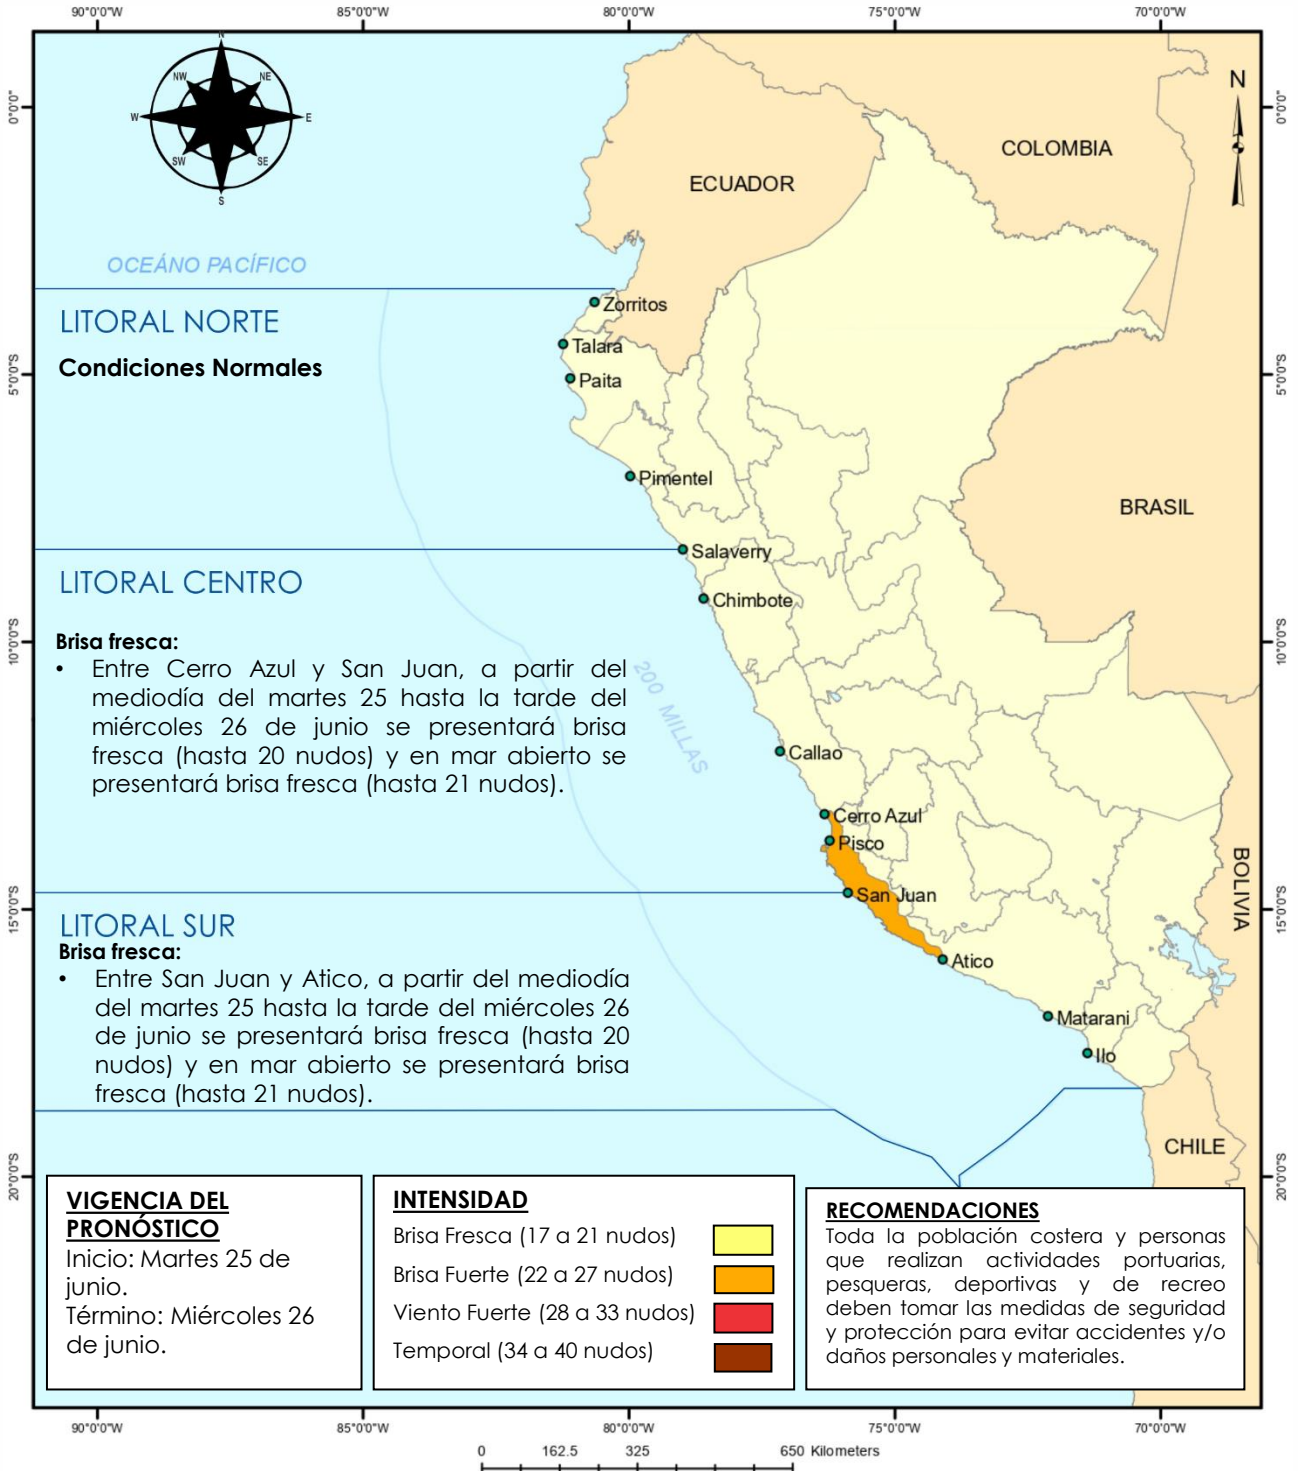 90°0'0"W 85°0'0"W 80°0'0"W 75°0'0"W 70°0'0"W
N
NW NE
W E
SW SE
S
N
0°0'0" 0°0'0"
COLOMBIA
ECUADOR
OCEÁNO PACÍFICO
Zorritos
LITORAL NORTE
Talara
Condiciones Normales
Paita
5°0'0"S 5°0'0"S
Pimentel
BRASIL
Salaverry
LITORAL CENTRO
Chimbote
Brisa fresca:
10°0'0"S 10°0'0"S
• Entre Cerro Azul y San Juan, a partir del
mediodía del martes 25 hasta la tarde del
miércoles 26 de junio se presentará brisa
fresca (hasta 20 nudos) y en mar abierto se
presentará brisa fresca (hasta 21 nudos).
200 MILLAS
Callao
Cerro Azul
Pisco
San Juan
BOLIVIA
15°0'0"S 15°0'0"S
LITORAL SUR
Brisa fresca:
• Entre San Juan y Atico, a partir del mediodía
del martes 25 hasta la tarde del miércoles 26
de junio se presentará brisa fresca (hasta 20
nudos) y en mar abierto se presentará brisa
fresca (hasta 21 nudos).
Atico
Matarani
Ilo
CHILE
20°0'0"S 20°0'0"S
VIGENCIA DEL
PRONÓSTICO
Inicio: Martes 25 de
junio.
Término: Miércoles 26
de junio.
INTENSIDAD
Brisa Fresca (17 a 21 nudos)
Brisa Fuerte (22 a 27 nudos)
Viento Fuerte (28 a 33 nudos)
Temporal (34 a 40 nudos)
RECOMENDACIONES
Toda la población costera y personas
que realizan actividades portuarias,
pesqueras, deportivas y de recreo
deben tomar las medidas de seguridad
y protección para evitar accidentes y/o
daños personales y materiales.
90°0'0"W 85°0'0"W 80°0'0"W 75°0'0"W 70°0'0"W
0 162.5 325 650 Kilometers